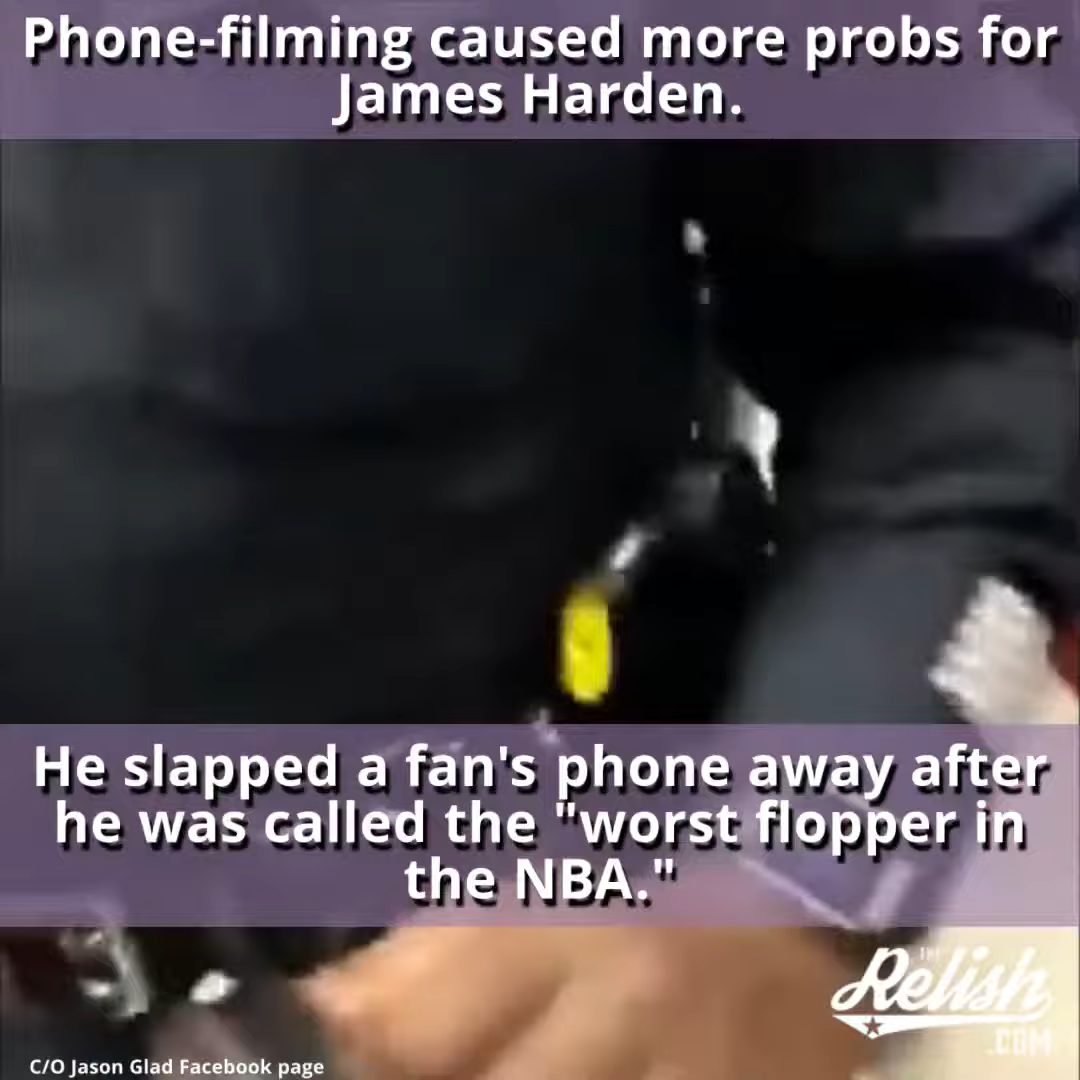 Phone-filming caused more probs for
James Harden.
He slapped a fan's phone away after
he was called the "worst flopper in
the NBA."
THE
Relish
.COM
C/O Jason Glad Facebook page